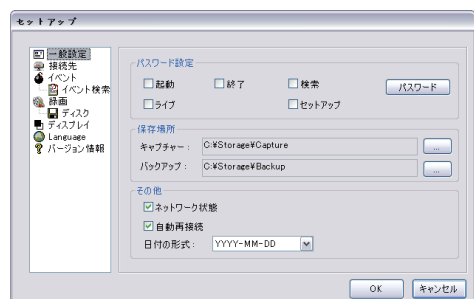 セットアップ
一般設定
接続先
イベント
イベント検索
録画
ディスク
ディスプレイ
Language
バージョン情報
パスワード設定
起動 終了 検索 パスワード
ライブ セットアップ
保存場所
キャプチャー： C:¥Storage¥Capture ...
バックアップ： C:¥Storage¥Backup ...
その他
ネットワーク状態
自動再接続
日付の形式： YYYY-MM-DD
OK キャンセル